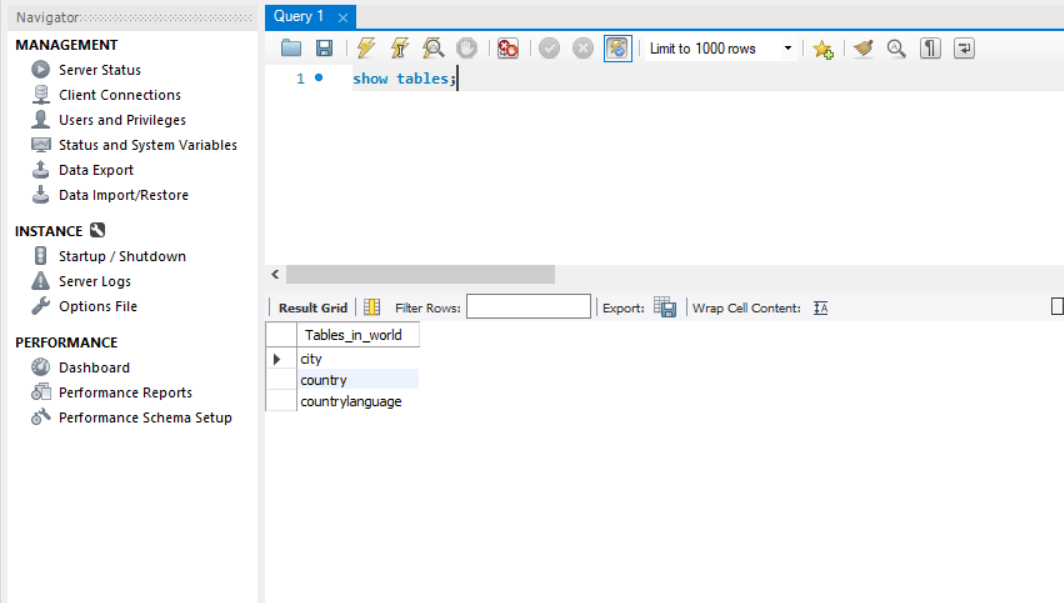 Navigator
MANAGEMENT
Server Status
Client Connections
Users and Privileges
Status and System Variables
Data Export
Data Import/Restore
INSTANCE
Startup / Shutdown
Server Logs
Options File
PERFORMANCE
Dashboard
Performance Reports
Performance Schema Setup
Query 1
Limit to 1000 rows
1 show tables;
Result Grid Filter Rows: Export: Wrap Cell Content:
Tables_in_world
city
country
countrylanguage